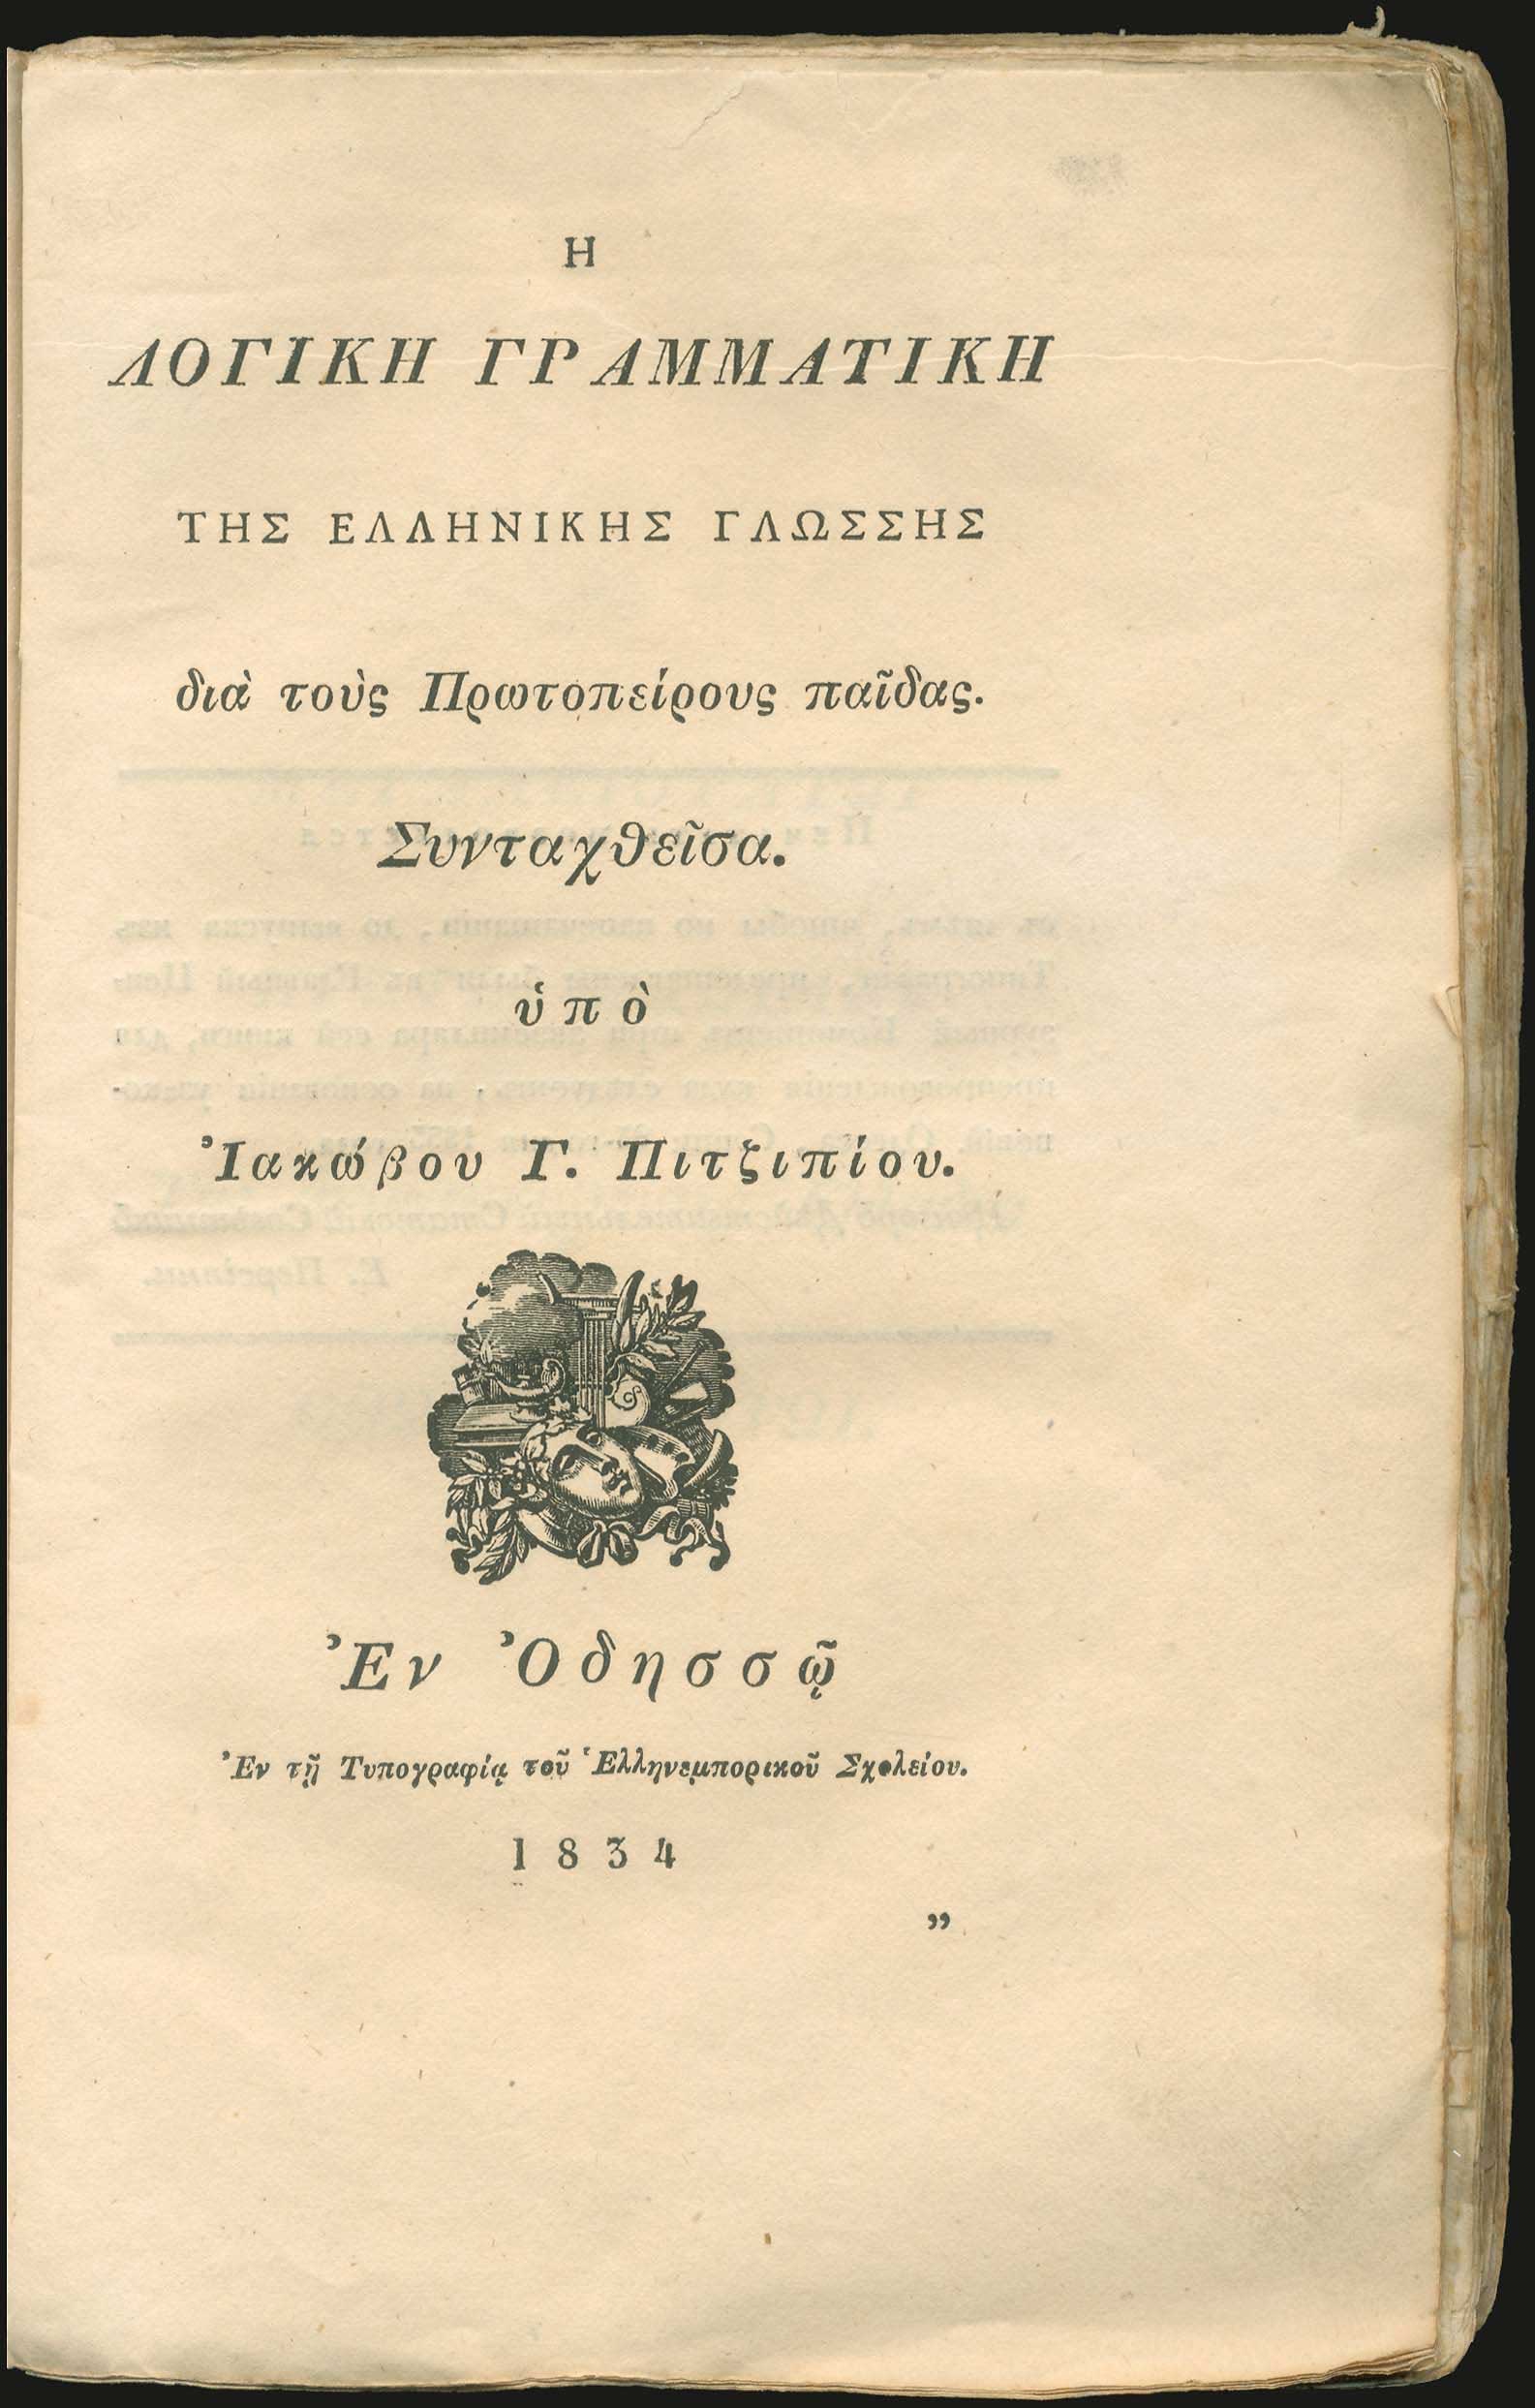 Η
ΛΟΓΙΚΗ ΓΡΑΜΜΑΤΙΚΗ
ΤΗΣ ΕΛΛΗΝΙΚΗΣ ΓΛΩΣΣΗΣ
διὰ τοὺς Πρωτοπείρους παῖδας.
Συνταχθεῖσα.
ὑπὸ
Ἰακώβου Γ. Πιτζιπίου.
Ἐν Ὀδησσῷ
Ἐν τῇ Τυπογραφίᾳ τοῦ Ἑλληνεμπορικοῦ Σχολείου.
1834
”